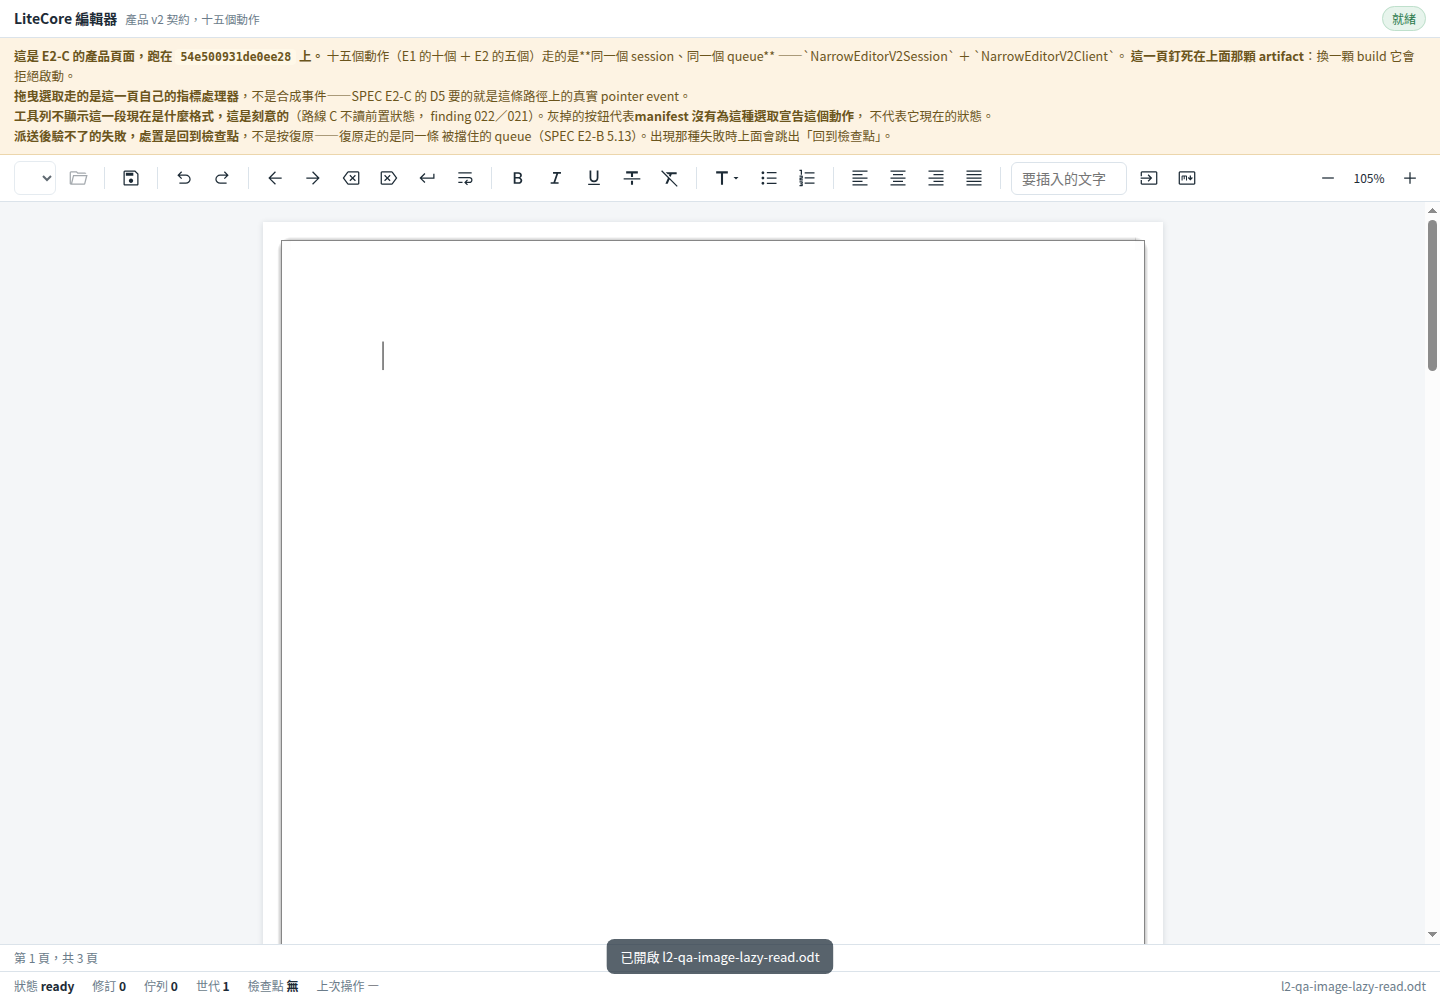 LiteCore 編輯器 產品 v2 契約，十五個動作 就緒
這是 E2-C 的產品頁面，跑在 54e500931de0ee28 上。 十五個動作（E1 的十個 ＋ E2 的五個）走的是**同一個 session、同一個 queue** ——`NarrowEditorV2Session` ＋ `NarrowEditorV2Client`。 這一頁釘死在上面那顆 artifact：換一顆 build 它會
拒絕啟動。
拖曳選取走的是這一頁自己的指標處理器，不是合成事件——SPEC E2-C 的 D5 要的就是這條路徑上的真實 pointer event。
工具列不顯示這一段現在是什麼格式，這是刻意的（路線 C 不讀前置狀態， finding 022／021）。灰掉的按鈕代表manifest 沒有為這種選取宣告這個動作， 不代表它現在的狀態。
派送後驗不了的失敗，處置是回到檢查點，不是按復原——復原走的是同一條 被擋住的 queue（SPEC E2-B 5.13）。出現那種失敗時上面會跳出「回到檢查點」。
要插入的文字 105%
第 1 頁，共 3 頁
已開啟 l2-qa-image-lazy-read.odt
狀態 ready 修訂 0 佇列 0 世代 1 檢查點 無 上次操作 — l2-qa-image-lazy-read.odt